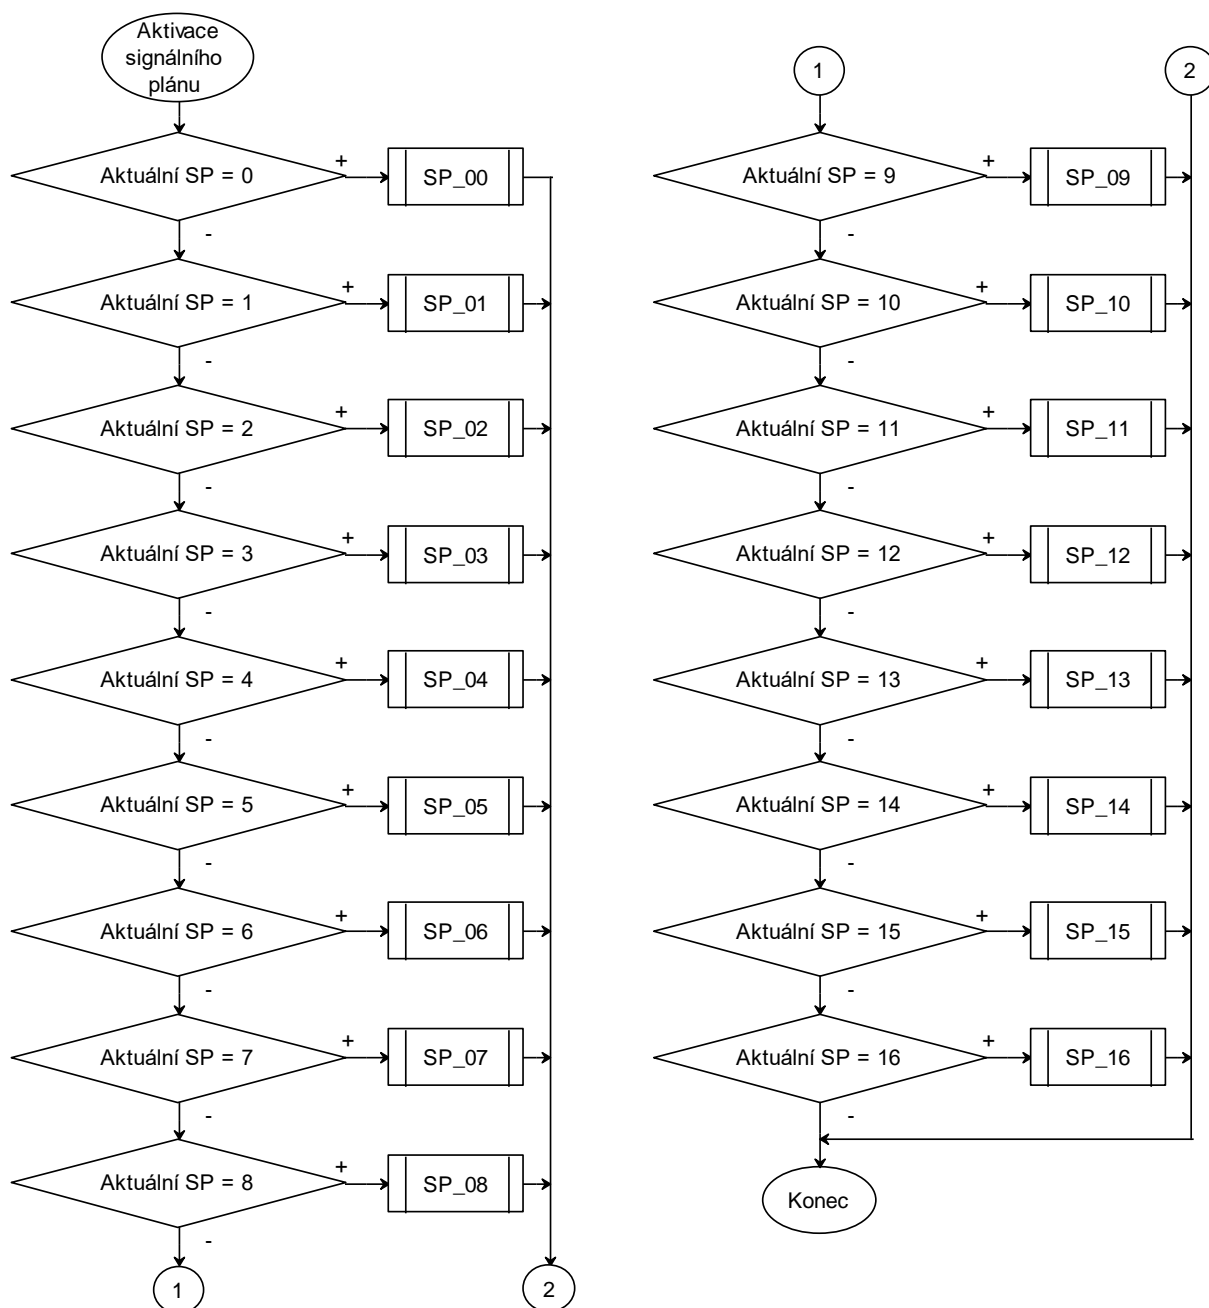 Aktivace
signálního
plánu
Aktuální SP = 0
+
SP_00
-
Aktuální SP = 1
+
SP_01
-
Aktuální SP = 2
+
SP_02
-
Aktuální SP = 3
+
SP_03
-
Aktuální SP = 4
+
SP_04
-
Aktuální SP = 5
+
SP_05
-
Aktuální SP = 6
+
SP_06
-
Aktuální SP = 7
+
SP_07
-
Aktuální SP = 8
+
SP_08
-
1
2
1
2
Aktuální SP = 9
+
SP_09
-
Aktuální SP = 10
+
SP_10
-
Aktuální SP = 11
+
SP_11
-
Aktuální SP = 12
+
SP_12
-
Aktuální SP = 13
+
SP_13
-
Aktuální SP = 14
+
SP_14
-
Aktuální SP = 15
+
SP_15
-
Aktuální SP = 16
+
SP_16
-
Konec